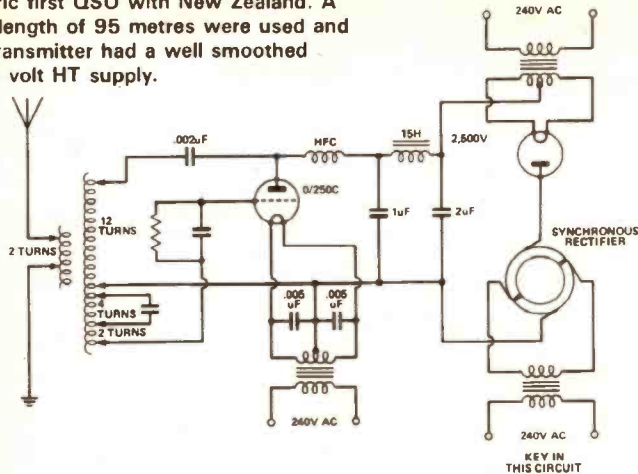 ric first QSO with New Zealand. A
length of 95 metres were used and
transmitter had a well smoothed
volt HT supply.
240V AC
.002uF
HFC
15H
2,500V
0/250C
12
TURNS
2 TURNS
1uF
2uF
SYNCHRONOUS
RECTIFIER
4
TURNS
2 TURNS
.005
uF
.005
uF
240V AC
240V AC
KEY IN
THIS CIRCUIT